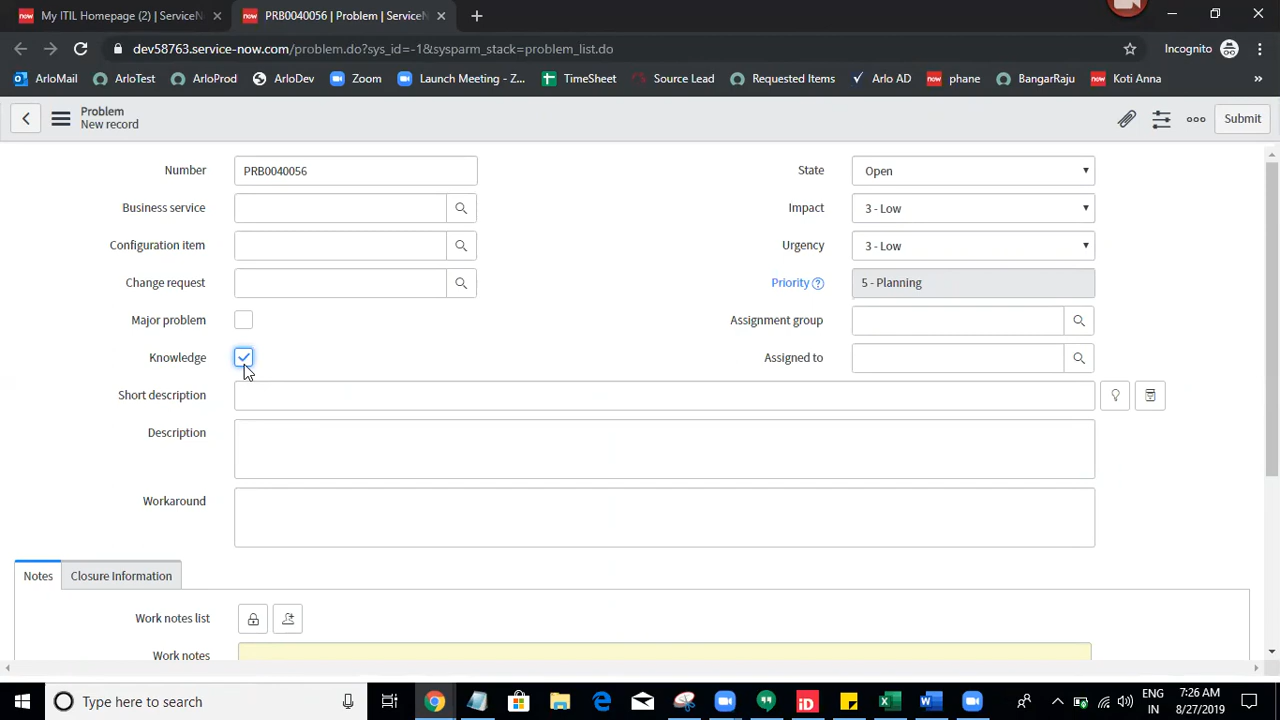 My ITIL Homepage (2) | ServiceN
PRB0040056 | Problem | ServiceN
dev58763.service-now.com/problem.do?sys_id=-1&sysparm_stack=problem_list.do
Incognito
ArloMail
ArloTest
ArloProd
ArloDev
Zoom
Launch Meeting - Z...
TimeSheet
Source Lead
Requested Items
Arlo AD
phane
BangarRaju
Koti Anna
»
Problem
New record
Submit
Number
PRB0040056
State
Open
Business service
Impact
3 - Low
Configuration item
Urgency
3 - Low
Change request
Priority
5 - Planning
Major problem
Assignment group
Knowledge
Assigned to
Short description
Description
Workaround
Notes
Closure Information
Work notes list
Work notes
Type here to search
ENG
IN
7:26 AM
8/27/2019